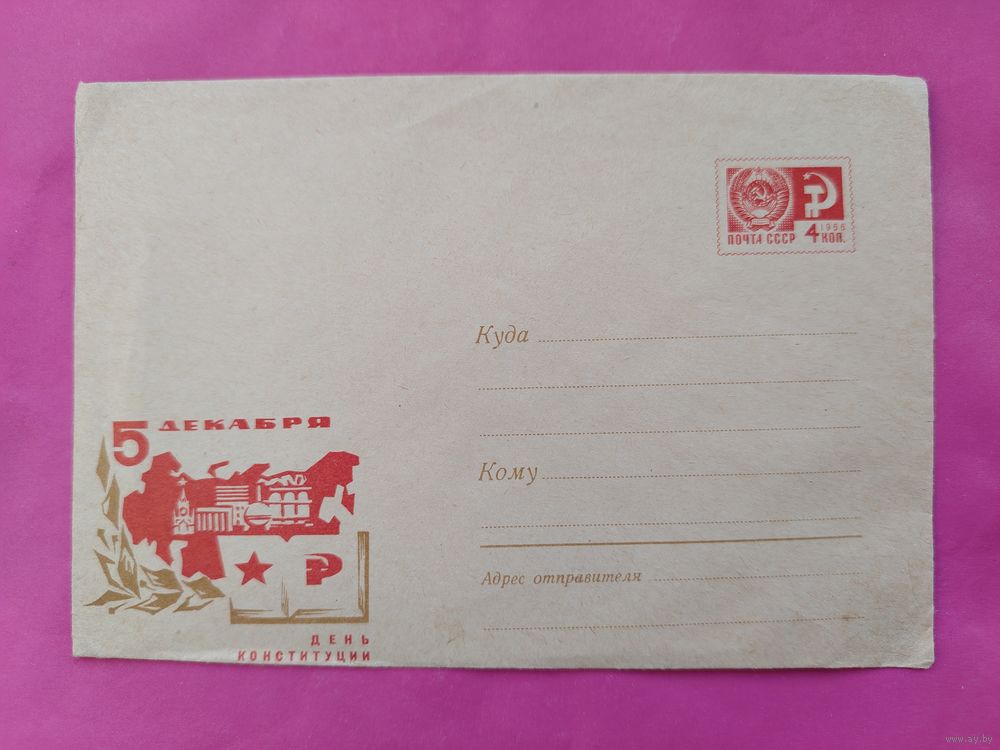 1966
ПОЧТА СССР 4 КОП.
Куда
Кому
Адрес отправителя
5 ДЕКАБРЯ
ДЕНЬ
КОНСТИТУЦИИ
www.ay.by